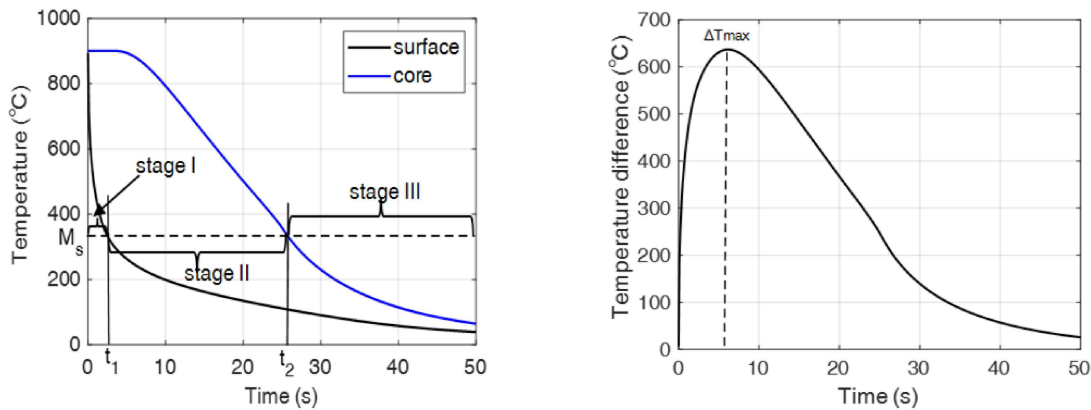 1000
800
600
400
M_s
200
0
Temperature (°C)
surface
core
stage I
stage II
stage III
0
t_1
10
20
t_2
30
40
50
Time (s)
700
600
500
400
300
200
100
0
Temperature difference (°C)
ΔTmax
0
10
20
30
40
50
Time (s)